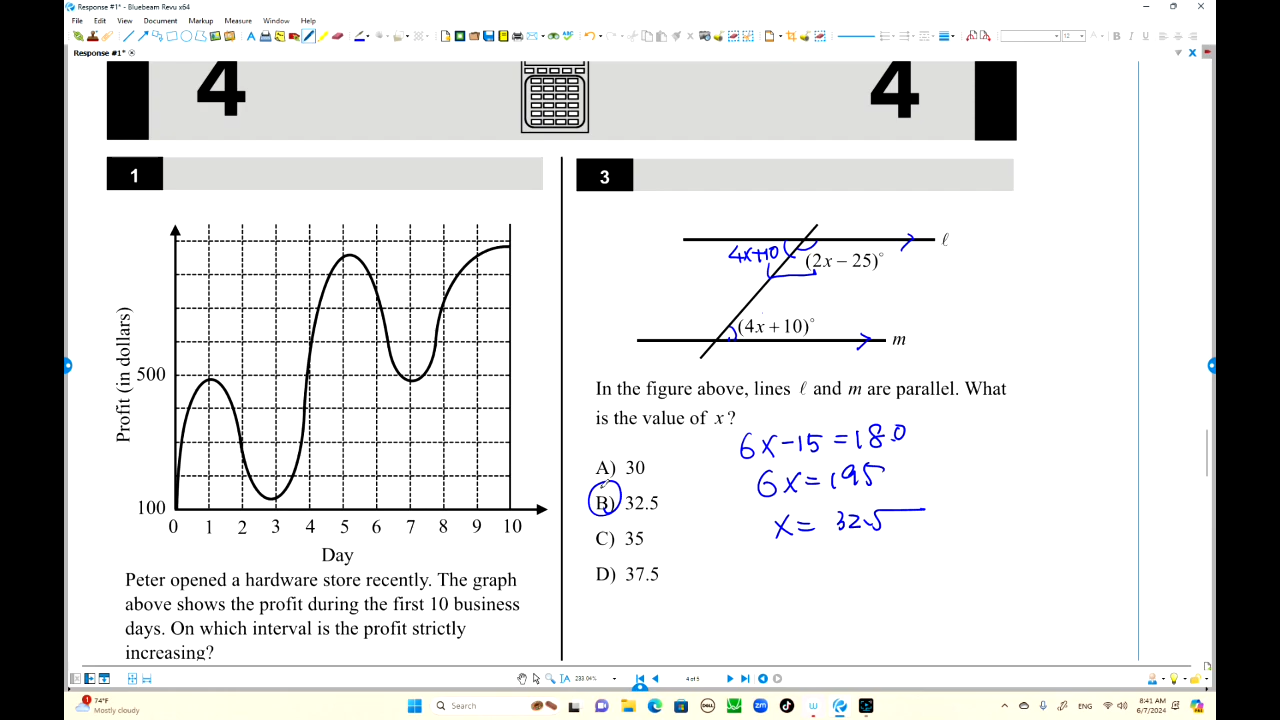 Response #1* - Bluebeam Revu x64
File Edit View Document Markup Measure Window Help
Response #1*
4
4
1
Profit (in dollars)
500
100
0 1 2 3 4 5 6 7 8 9 10
Day
Peter opened a hardware store recently. The graph
above shows the profit during the first 10 business
days. On which interval is the profit strictly
increasing?
3
ℓ
4x+10
(2x − 25)°
(4x + 10)°
m
In the figure above, lines ℓ and m are parallel. What
is the value of x?
6x-15=180
6x=195
x= 32.5
A) 30
B) 32.5
C) 35
D) 37.5
233.04%
4 of 5
74°F
Mostly cloudy
Search
8:41 AM
6/7/2024